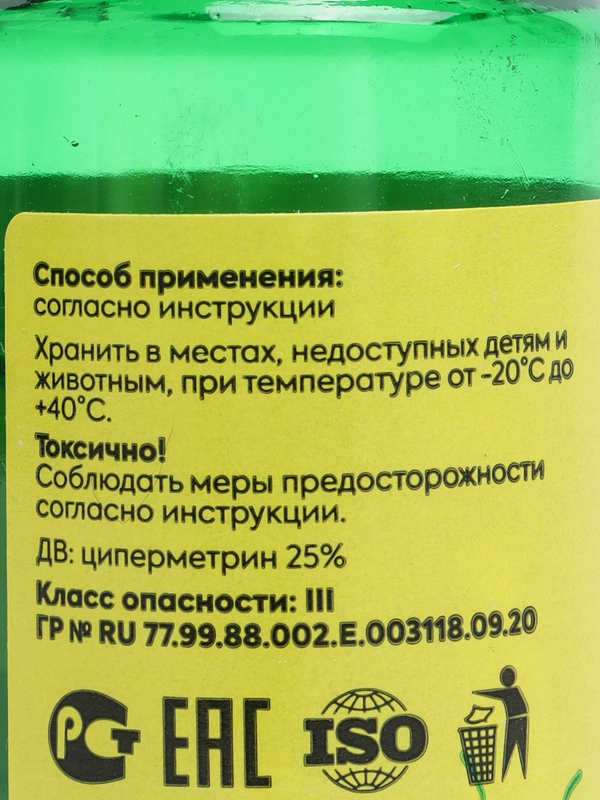 Способ применения:
согласно инструкции
Хранить в местах, недоступных детям и
животным, при температуре от -20°С до
+40°С.
Токсично!
Соблюдать меры предосторожности
согласно инструкции.
ДВ: циперметрин 25%
Класс опасности: III
ГР № RU 77.99.88.002.Е.003118.09.20
РСТ EAC ISO